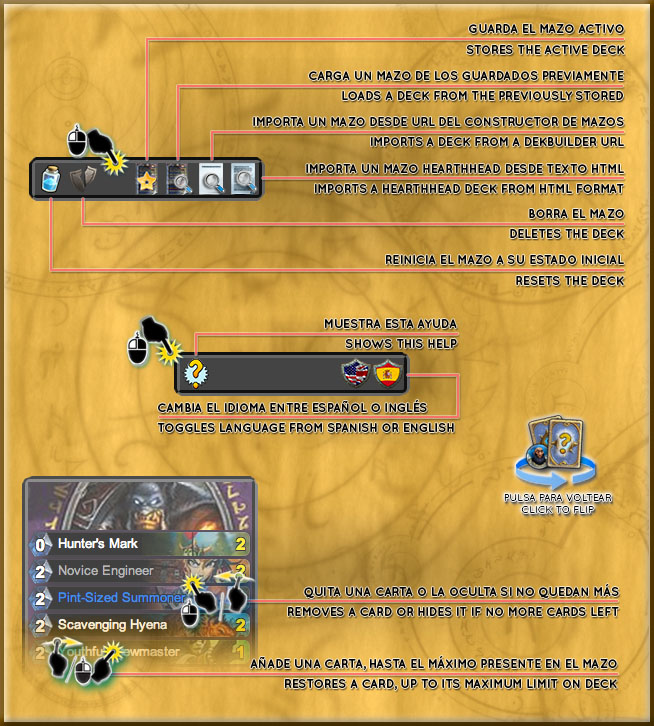 GUARDA EL MAZO ACTIVO
STORES THE ACTIVE DECK
CARGA UN MAZO DE LOS GUARDADOS PREVIAMENTE
LOADS A DECK FROM THE PREVIOUSLY STORED
IMPORTA UN MAZO DESDE URL DEL CONSTRUCTOR DE MAZOS
IMPORTS A DECK FROM A DEKBUILDER URL
IMPORTA UN MAZO HEARTHHEAD DESDE TEXTO HTML
IMPORTS A HEARTHHEAD DECK FROM HTML FORMAT
BORRA EL MAZO
DELETES THE DECK
REINICIA EL MAZO A SU ESTADO INICIAL
RESETS THE DECK
MUESTRA ESTA AYUDA
SHOWS THIS HELP
?
CAMBIA EL IDIOMA ENTRE ESPAÑOL O INGLÉS
TOGGLES LANGUAGE FROM SPANISH OR ENGLISH
?
PULSA PARA VOLTEAR
CLICK TO FLIP
0 Hunter's Mark 2
2 Novice Engineer 2
2 Pint-Sized Summoner
QUITA UNA CARTA O LA OCULTA SI NO QUEDAN MÁS
REMOVES A CARD OR HIDES IT IF NO MORE CARDS LEFT
2 Scavenging Hyena 2
2 1
AÑADE UNA CARTA, HASTA EL MÁXIMO PRESENTE EN EL MAZO
RESTORES A CARD, UP TO ITS MAXIMUM LIMIT ON DECK